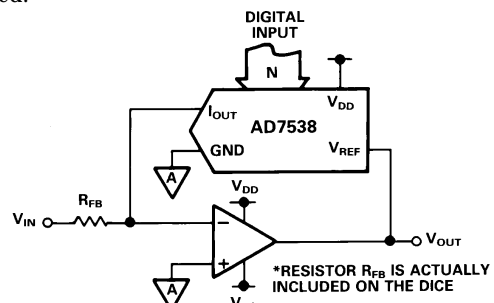 DIGITAL
INPUT
N
V_DD
I_OUT
AD7538
V_REF
GND
A
R_FB
V_DD
V_IN
−
+
V_OUT
A
*RESISTOR R_FB IS ACTUALLY
INCLUDED ON THE DICE